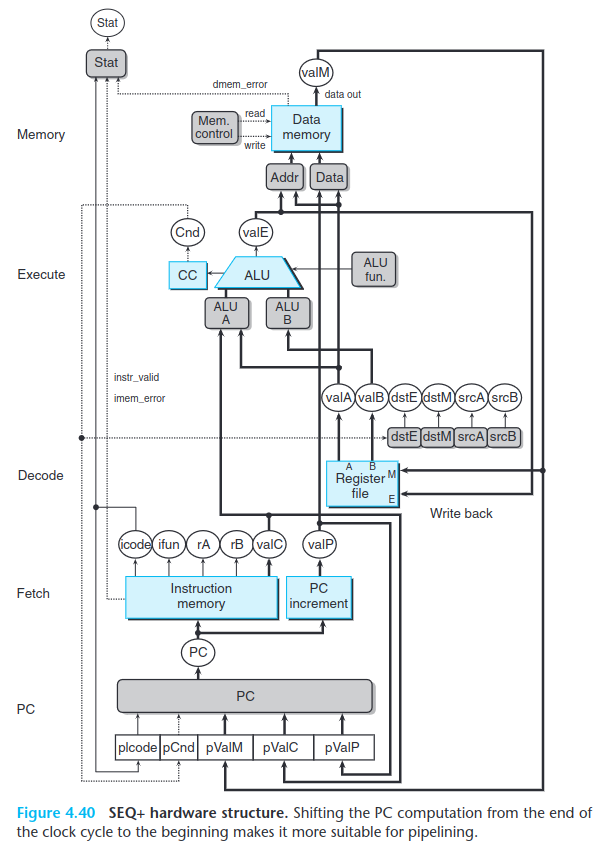 Stat
Stat
valM
dmem_error
data out
Mem.
control
read
write
Data
memory
Memory
Addr
Data
Cnd
valE
Execute
CC
ALU
ALU
fun.
ALU
A
ALU
B
instr_valid
imem_error
valA
valB
dstE
dstM
srcA
srcB
dstE
dstM
srcA
srcB
Decode
A B
Register
file
M
E
Write back
icode
ifun
rA
rB
valC
valP
Fetch
Instruction
memory
PC
increment
PC
PC
PC
pIcode
pCnd
pValM
pValC
pValP
Figure 4.40 SEQ+ hardware structure. Shifting the PC computation from the end of
the clock cycle to the beginning makes it more suitable for pipelining.